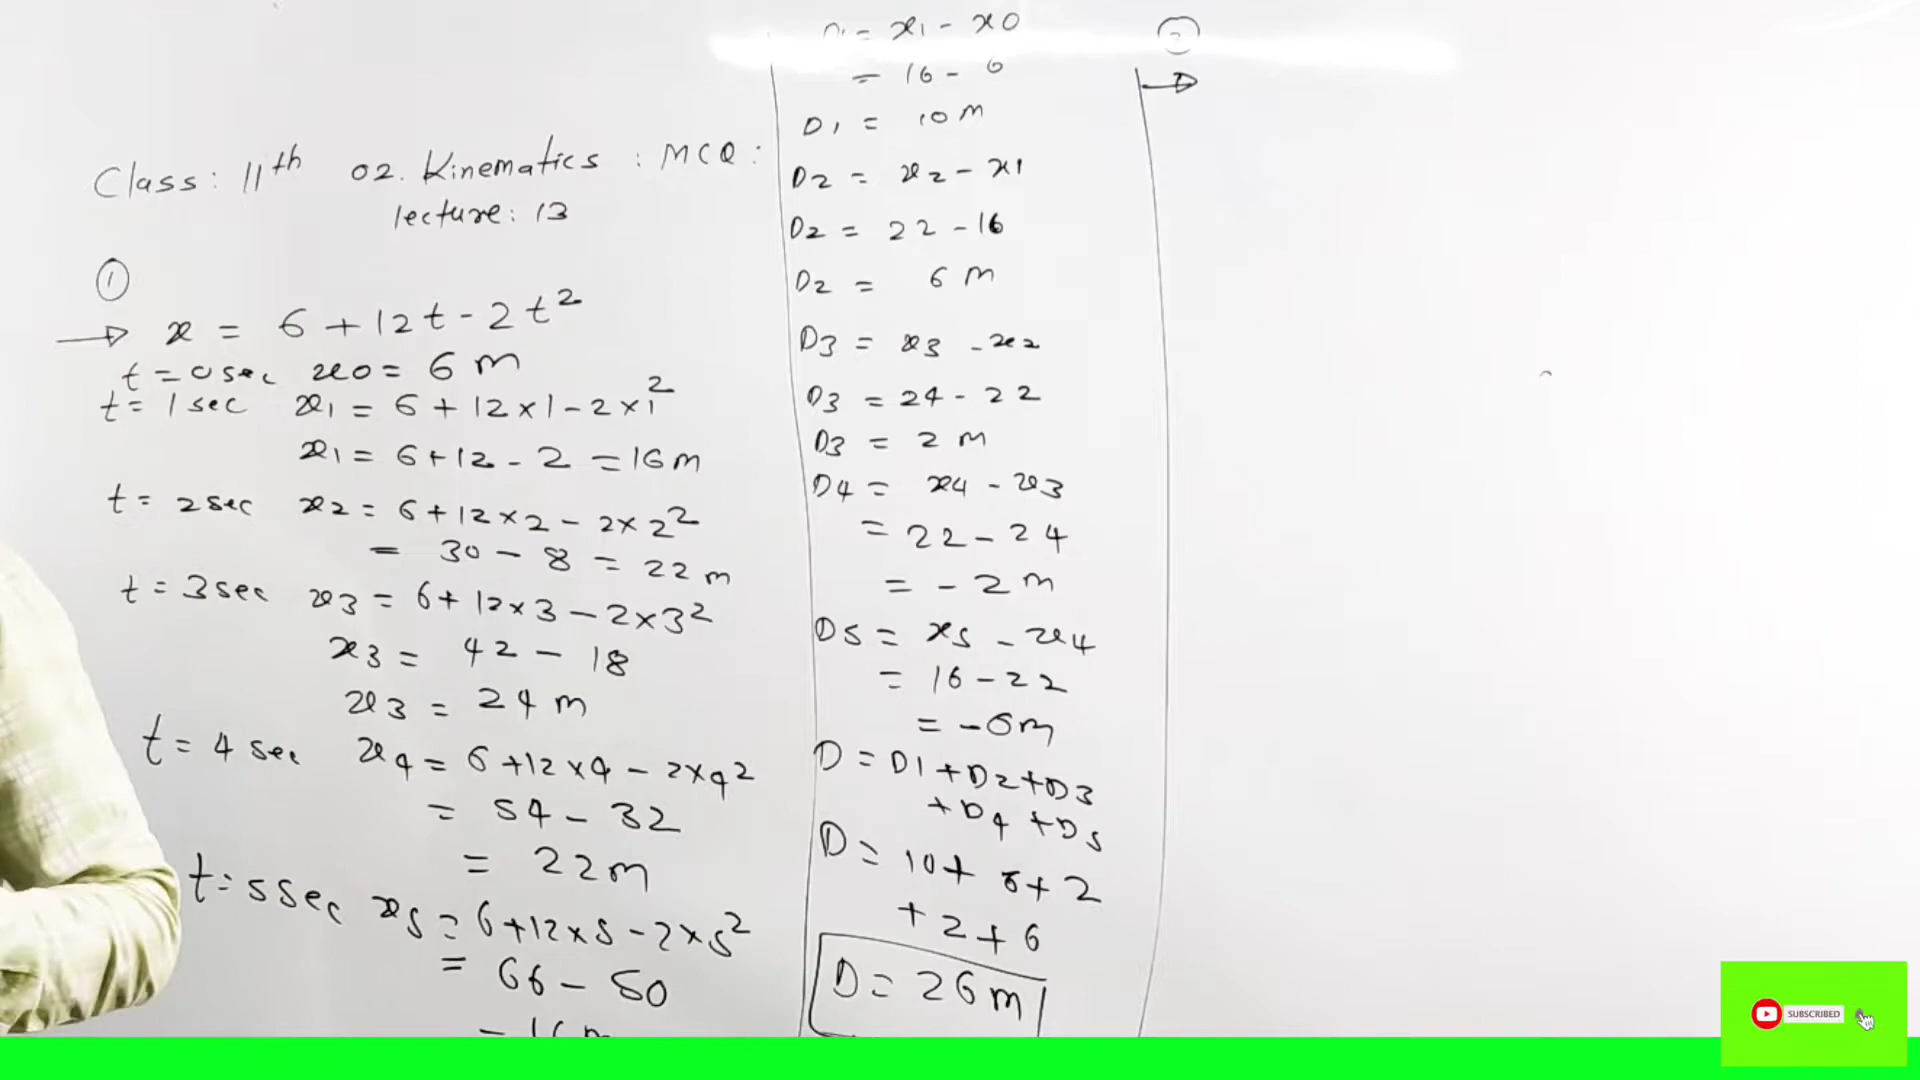 Class: 11th 02. Kinematics : MCQ:
lecture: 13
①
→ x = 6 + 12t - 2t²
t = 0 sec x0 = 6 m
t = 1 sec x1 = 6 + 12×1 - 2×1²
x1 = 6 + 12 - 2 = 16 m
t = 2 sec x2 = 6 + 12×2 - 2×2²
= 30 - 8 = 22 m
t = 3 sec x3 = 6 + 12×3 - 2×3²
x3 = 42 - 18
x3 = 24 m
t = 4 sec x4 = 6 + 12×4 - 2×4²
= 54 - 32
= 22 m
t = 5 sec x5 = 6 + 12×5 - 2×5²
= 66 - 50
= x1 - x0
= 16 - 6
D1 = 10 m
D2 = x2 - x1
D2 = 22 - 16
D2 = 6 m
D3 = x3 - x2
D3 = 24 - 22
D3 = 2 m
D4 = x4 - x3
= 22 - 24
= - 2 m
D5 = x5 - x4
= 16 - 22
= - 6 m
D = D1 + D2 + D3
+ D4 + D5
D = 10 + 6 + 2
+ 2 + 6
D = 26 m
②
→
SUBSCRIBED